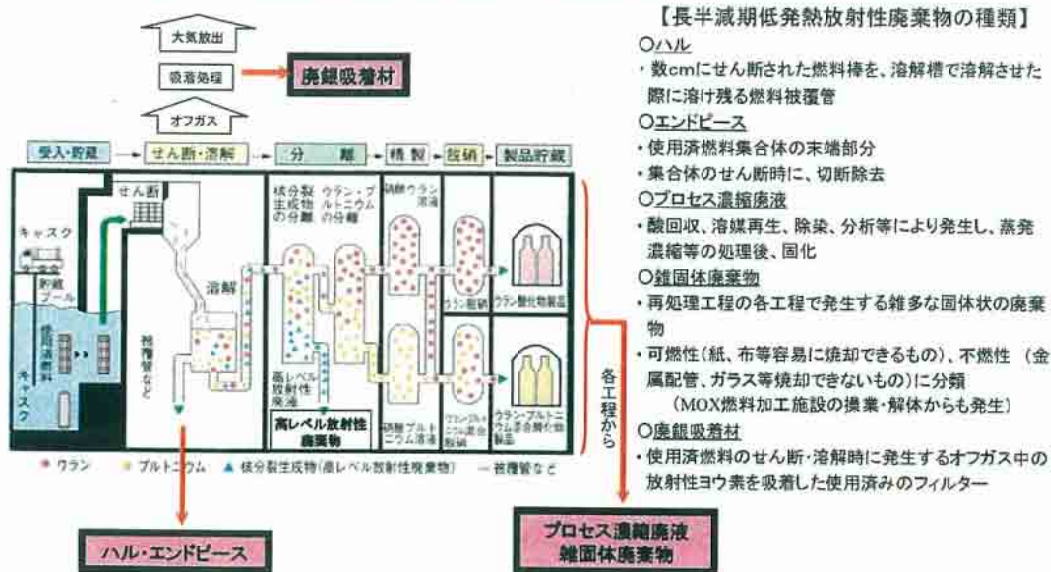 大気放出
吸着処理
オフガス
廃銀吸着材
受入・貯蔵
せん断・溶解
分 離
精 製
脱硝
製品貯蔵
せん断
キャスク
貯蔵
プール
使用済燃料
キャスク
溶解
被覆管など
核分裂
生成物
の分離
ウラン・プ
ルトニウム
の分離
硝酸ウラン
溶液
ウラン脱硝
ウラン酸化物製品
高レベル
放射性
廃液
高レベル放射性
廃棄物
硝酸プルト
ニウム溶液
ウラン・プルト
ニウム混合
脱硝
ウラン・プルトニ
ウム混合酸化物
製品
各工程から
ウラン
プルトニウム
核分裂生成物(高レベル放射性廃棄物)
被覆管など
ハル・エンドピース
プロセス濃縮廃液
雑固体廃棄物
【長半減期低発熱放射性廃棄物の種類】
○ハル
・数cmにせん断された燃料棒を、溶解槽で溶解させた
際に溶け残る燃料被覆管
○エンドピース
・使用済燃料集合体の末端部分
・集合体のせん断時に、切断除去
○プロセス濃縮廃液
・酸回収、溶媒再生、除染、分析等により発生し、蒸発
濃縮等の処理後、固化
○雑固体廃棄物
・再処理工程の各工程で発生する雑多な固体状の廃棄
物
・可燃性(紙、布等容易に焼却できるもの)、不燃性 (金
属配管、ガラス等焼却できないもの)に分類
(MOX燃料加工施設の操業・解体からも発生)
○廃銀吸着材
・使用済燃料のせん断・溶解時に発生するオフガス中の
放射性ヨウ素を吸着した使用済みのフィルター